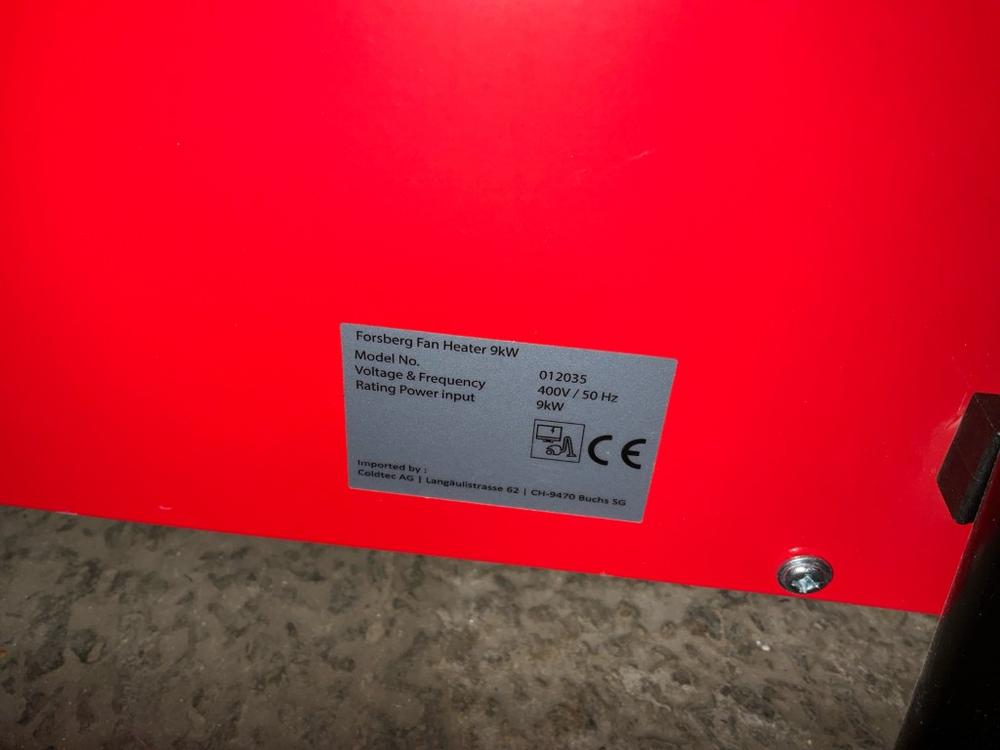 Forsberg Fan Heater 9kW
Model No. 012035
Voltage & Frequency 400V / 50 Hz
Rating Power input 9kW
CE
Imported by :
Coldtec AG | Langäulistrasse 62 | CH-9470 Buchs SG